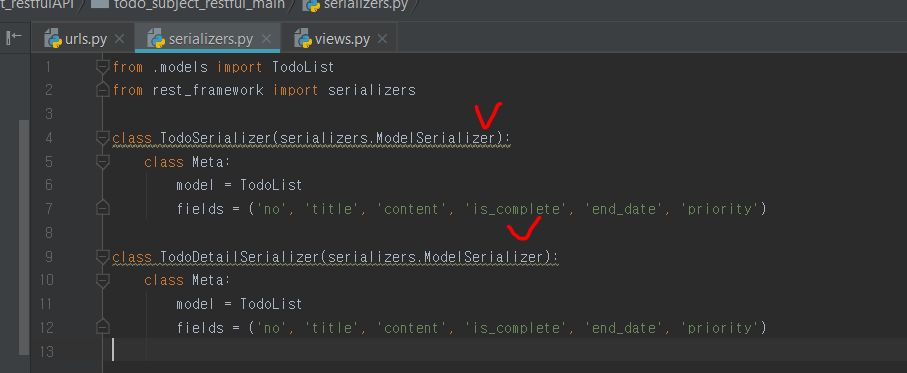 t_restfulAPI todo_subject_restful_main serializers.py
urls.py serializers.py views.py
1 from .models import TodoList
2 from rest_framework import serializers
3
4 class TodoSerializer(serializers.ModelSerializer):
5 class Meta:
6 model = TodoList
7 fields = ('no', 'title', 'content', 'is_complete', 'end_date', 'priority')
8
9 class TodoDetailSerializer(serializers.ModelSerializer):
10 class Meta:
11 model = TodoList
12 fields = ('no', 'title', 'content', 'is_complete', 'end_date', 'priority')
13